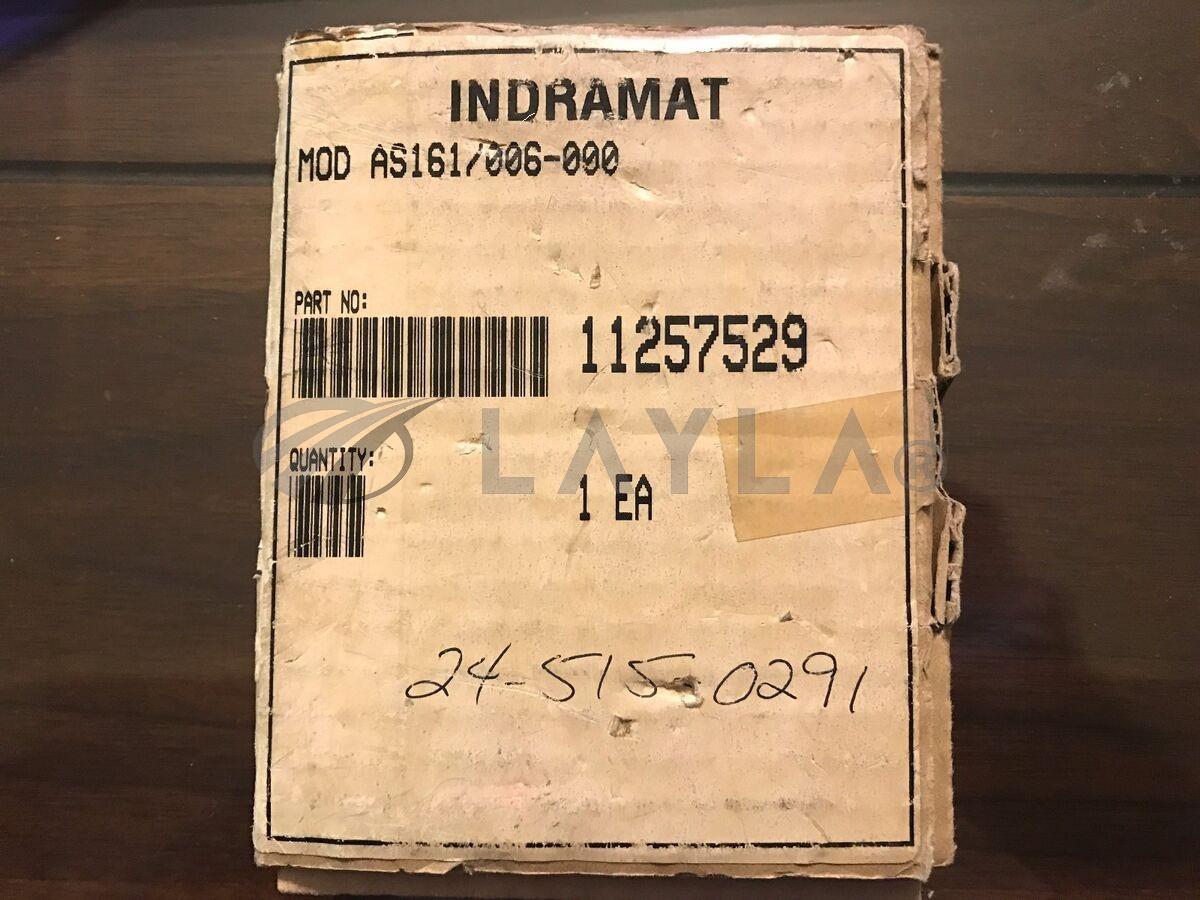 INDRAMAT
MOD AS161/006-000
PART NO:
11257529
LAYLA®
QUANTITY:
1 EA
24-515-0291